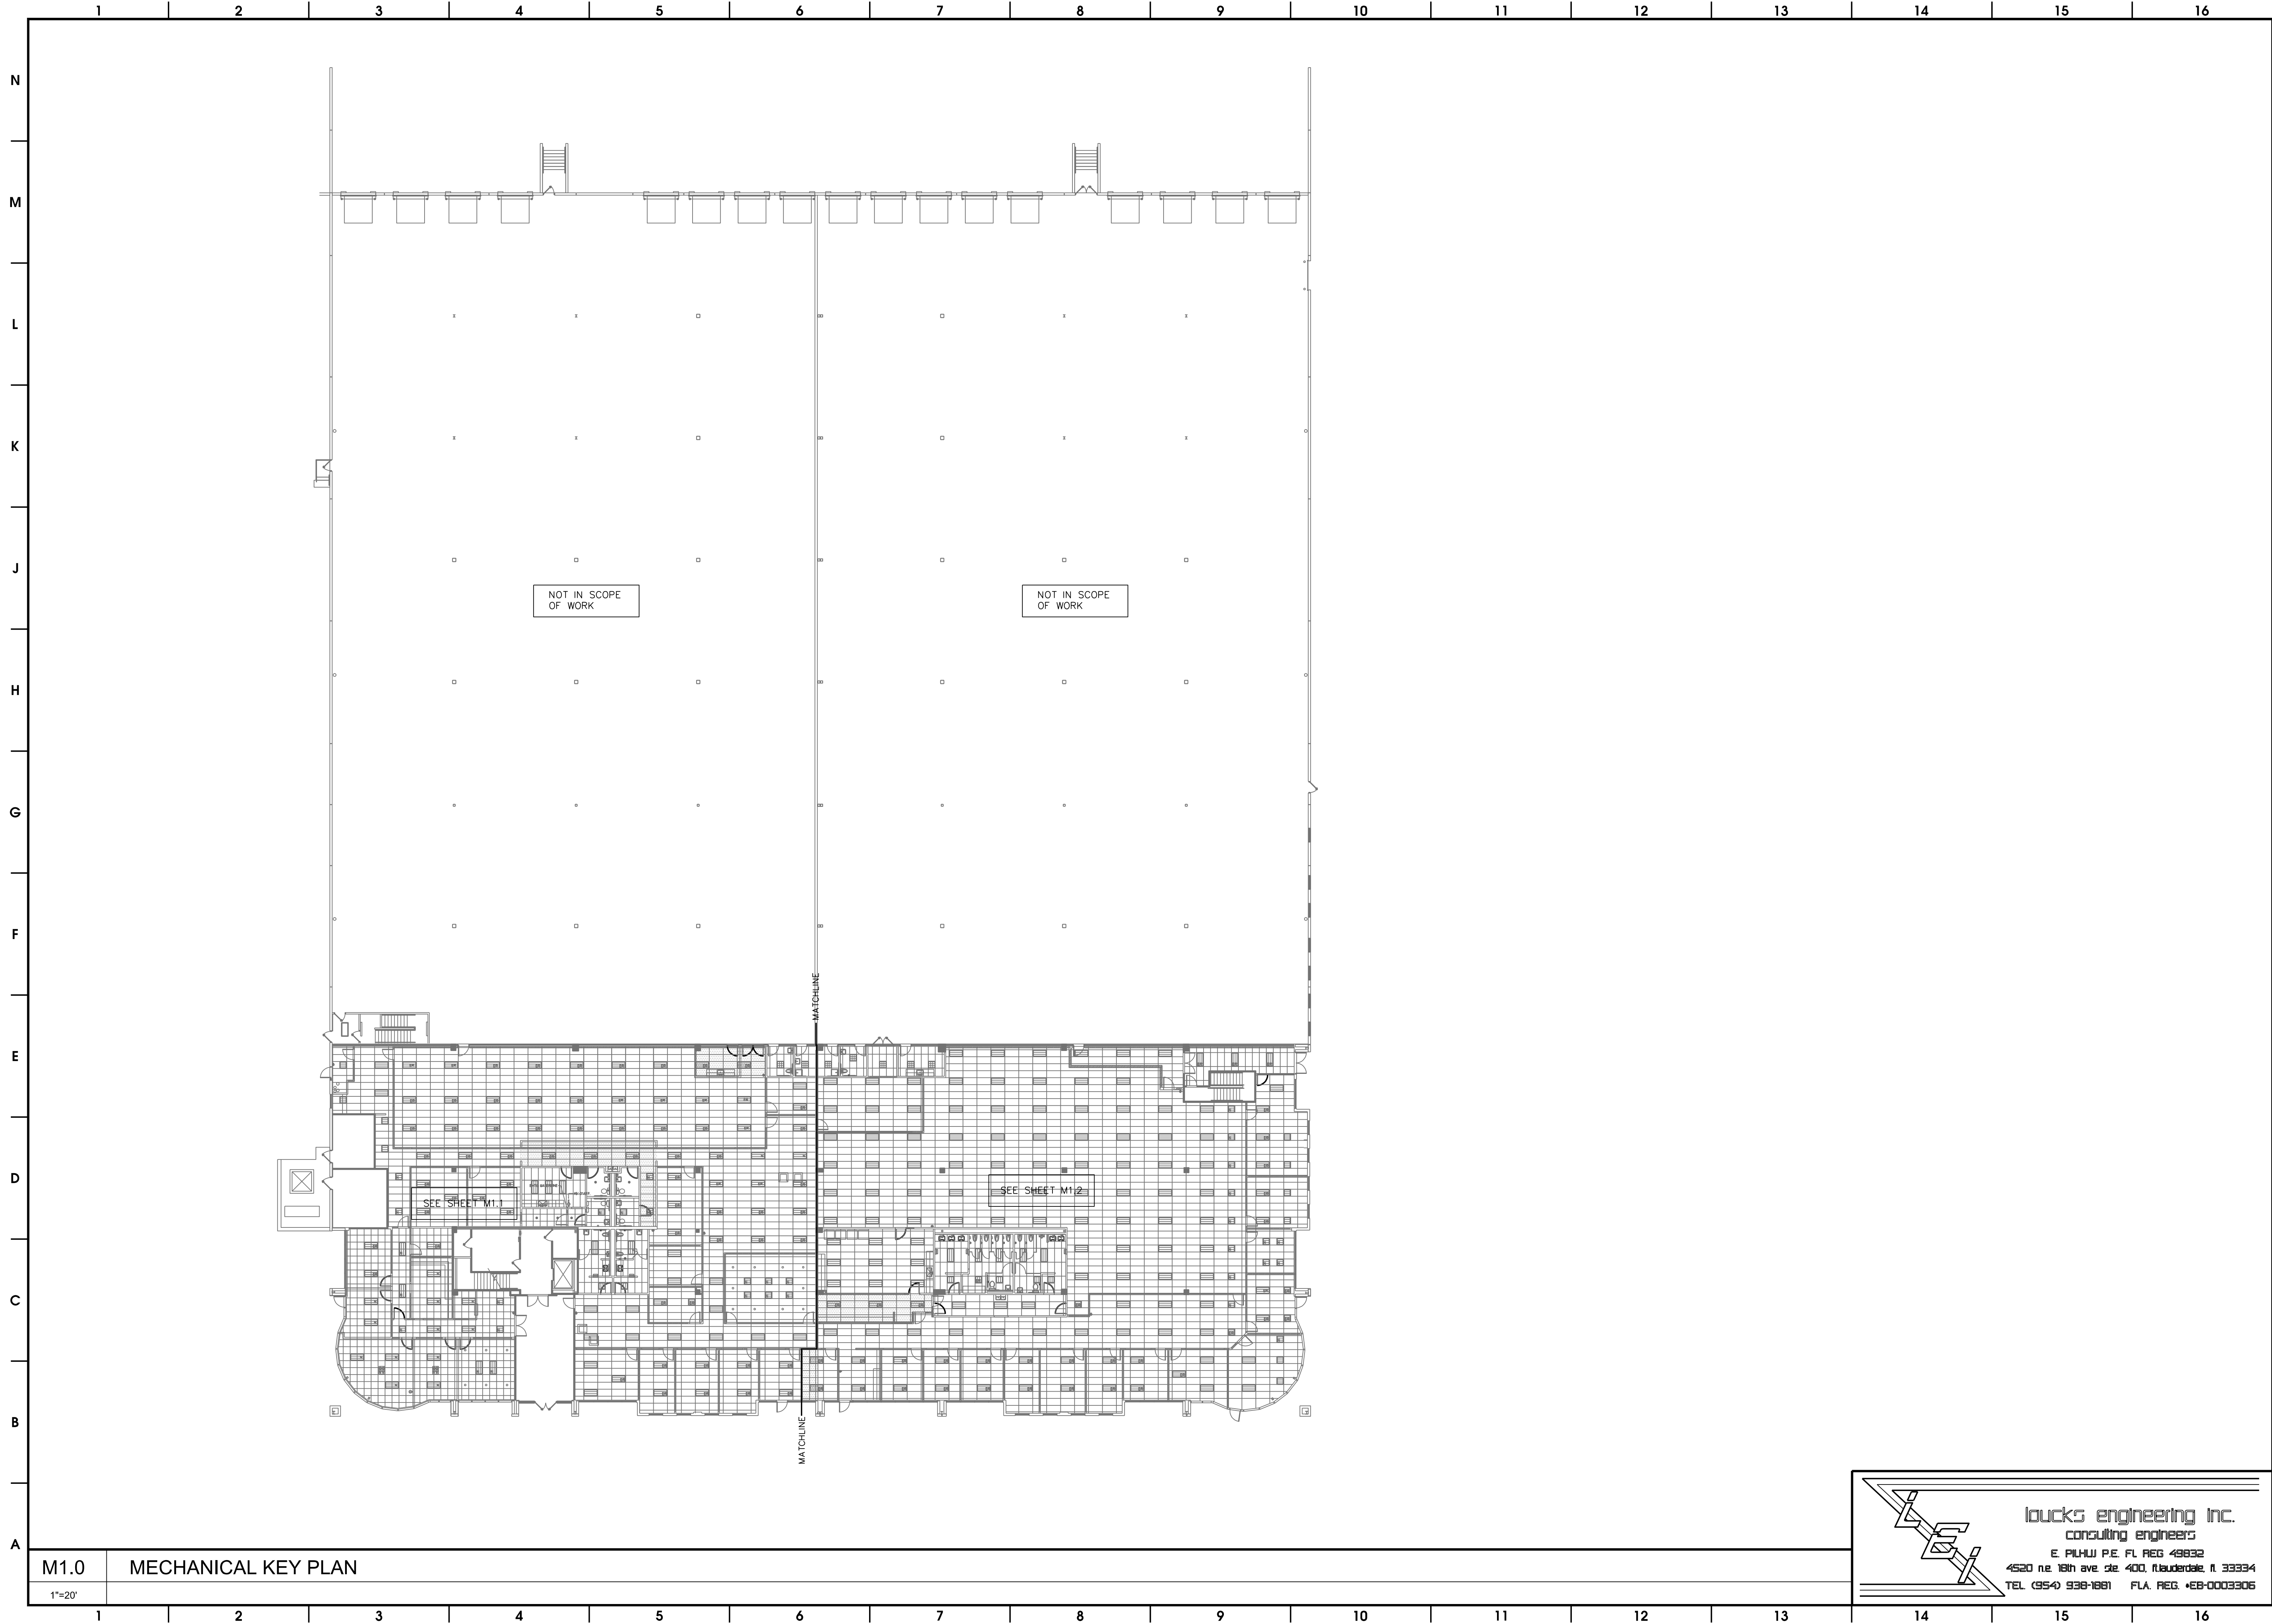 1 2 3 4 5 6 7 8 9 10 11 12 13 14 15 16
N
M
L
K
J
NOT IN SCOPE
OF WORK
NOT IN SCOPE
OF WORK
H
G
F
MATCHLINE
E
D
SEE SHEET M1.1
SEE SHEET M1.2
C
B
MATCHLINE
A
M1.0 MECHANICAL KEY PLAN
1"=20'
LEi
loucks engineering inc.
consulting engineers
E. PILHUJ P.E. FL REG 49832
4520 n.e. 18th ave. ste. 400, ft.lauderdale, fl. 33334
TEL. (954) 938-1881 FLA. REG. #EB-0003306
1 2 3 4 5 6 7 8 9 10 11 12 13 14 15 16